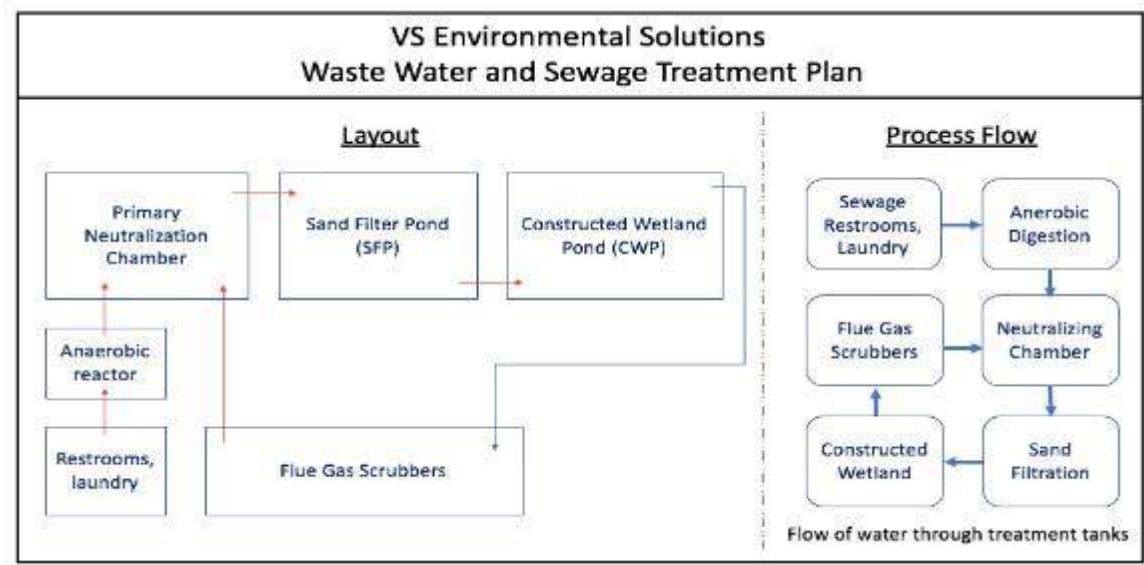 VS Environmental Solutions
Waste Water and Sewage Treatment Plan
Layout
Primary
Neutralization
Chamber
Sand Filter Pond
(SFP)
Constructed Wetland
Pond (CWP)
Anaerobic
reactor
Restrooms,
laundry
Flue Gas Scrubbers
Process Flow
Sewage
Restrooms,
Laundry
Anerobic
Digestion
Flue Gas
Scrubbers
Neutralizing
Chamber
Constructed
Wetland
Sand
Filtration
Flow of water through treatment tanks